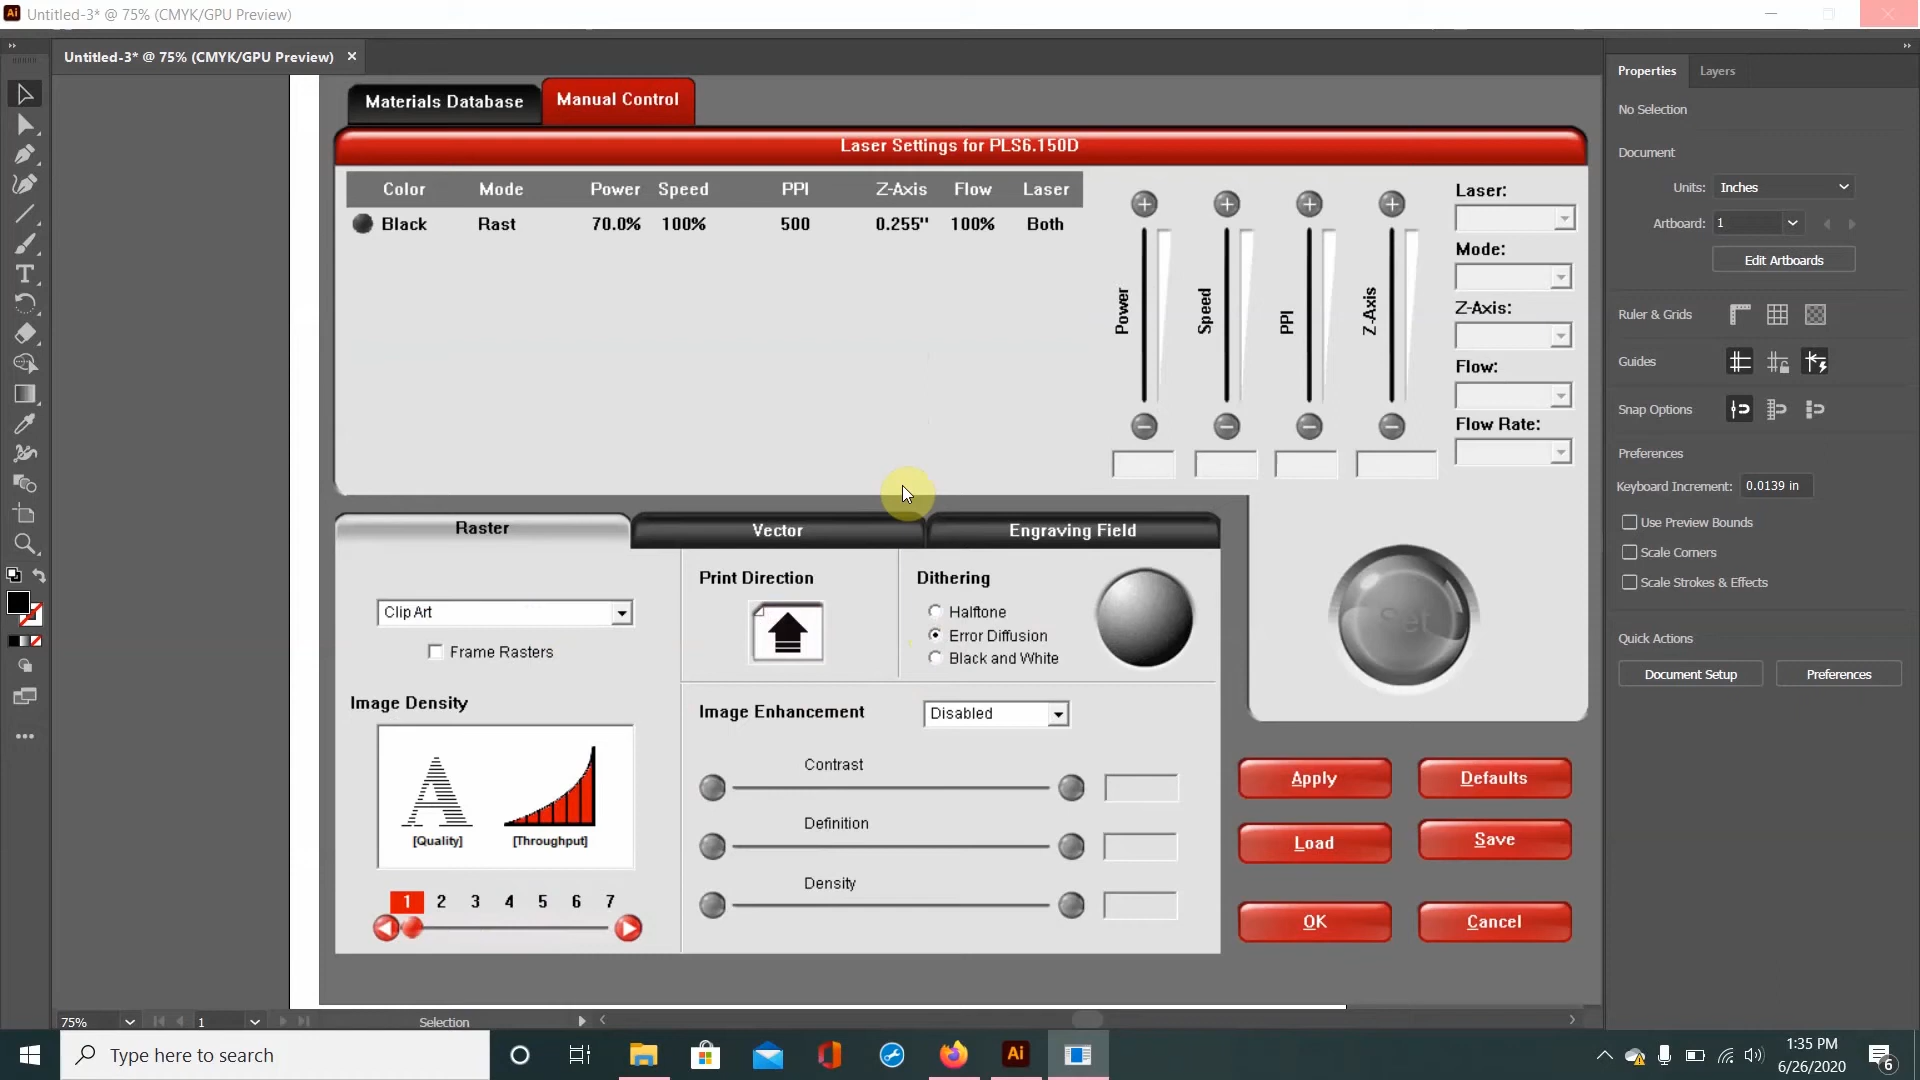 Ai Untitled-3* @ 75% (CMYK/GPU Preview)
Untitled-3* @ 75% (CMYK/GPU Preview) ×
Properties Layers
No Selection
Document
Units: Inches
Artboard: 1
Edit Artboards
Ruler & Grids
Guides
Snap Options
Preferences
Keyboard Increment: 0.0139 in
Use Preview Bounds
Scale Corners
Scale Strokes & Effects
Quick Actions
Document Setup Preferences
Materials Database Manual Control
Laser Settings for PLS6.150D
Color Mode Power Speed PPI Z-Axis Flow Laser
Black Rast 70.0% 100% 500 0.255" 100% Both
Power Speed PPI Z-Axis
Laser:
Mode:
Z-Axis:
Flow:
Flow Rate:
Set
Raster Vector Engraving Field
Clip Art
Frame Rasters
Image Density
A
[Quality] [Throughput]
1 2 3 4 5 6 7
Print Direction
Dithering
Halftone
Error Diffusion
Black and White
Image Enhancement Disabled
Contrast
Definition
Density
Apply Defaults
Load Save
OK Cancel
75% 1 Selection
Type here to search
Ai
1:35 PM
6/26/2020
6